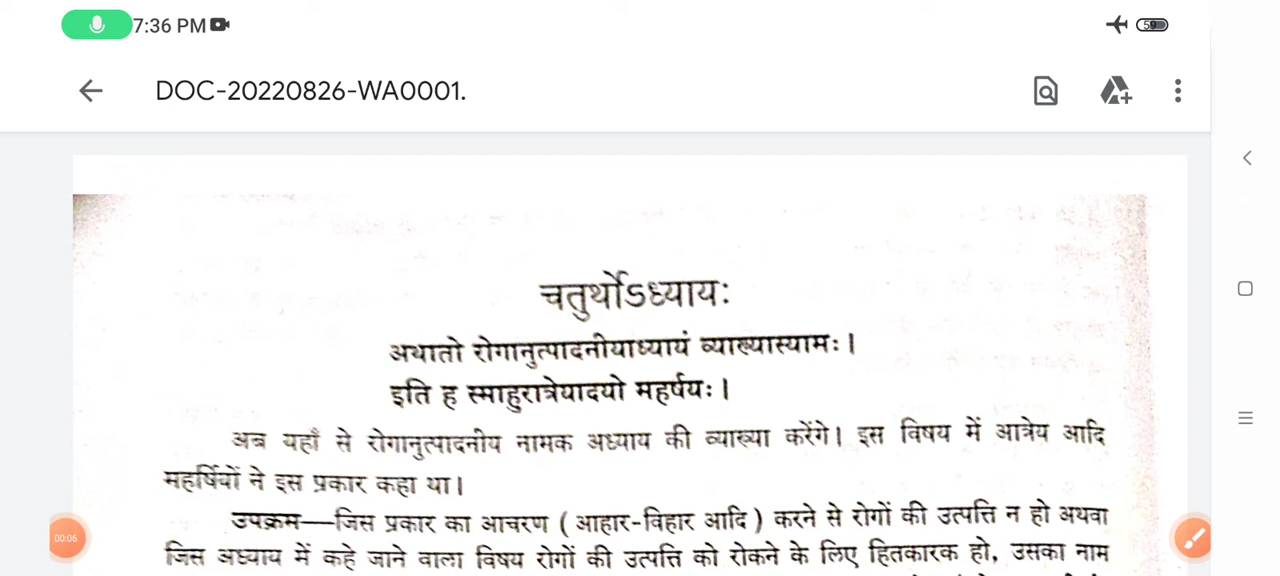 7:36 PM
59
DOC-20220826-WA0001.
चतुर्थोऽध्यायः
अथातो रोगानुत्पादनीयाध्यायं व्याख्यास्यामः।
इति ह स्माहुरात्रेयादयो महर्षयः।
अब यहाँ से रोगानुत्पादनीय नामक अध्याय की व्याख्या करेंगे। इस विषय में आत्रेय आदि
महर्षियों ने इस प्रकार कहा था।
उपक्रम—जिस प्रकार का आचरण ( आहार-विहार आदि ) करने से रोगों की उत्पत्ति न हो अथवा
जिस अध्याय में कहे जाने वाला विषय रोगों की उत्पत्ति को रोकने के लिए हितकारक हो, उसका नाम
00:06